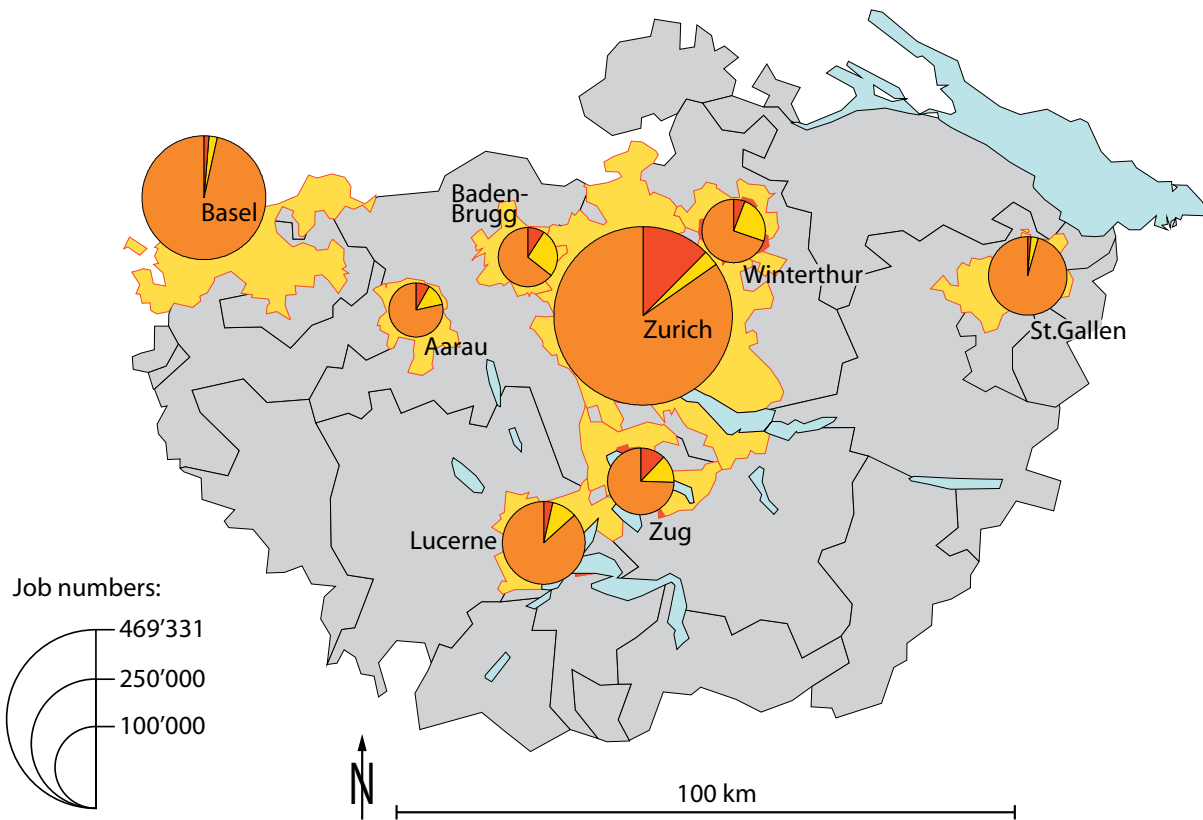 Basel
Baden-
Brugg
Winterthur
Zurich
St.Gallen
Aarau
Lucerne
Zug
Job numbers:
469’331
250’000
100’000
N
100 km